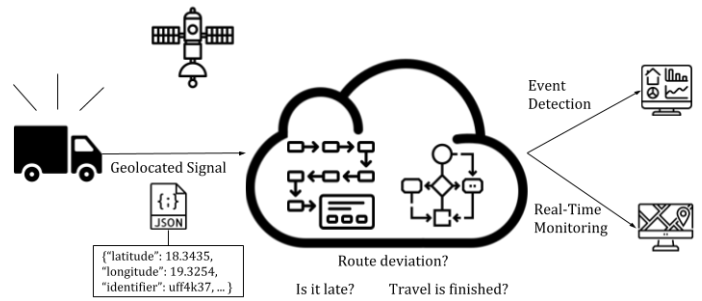 Event
Detection
Geolocated Signal
{;}
JSON
Real-Time
Monitoring
{“latitude”: 18.3435,
“longitude”: 19.3254,
“identifier”: uff4k37, ... }
Route deviation?
Is it late? Travel is finished?